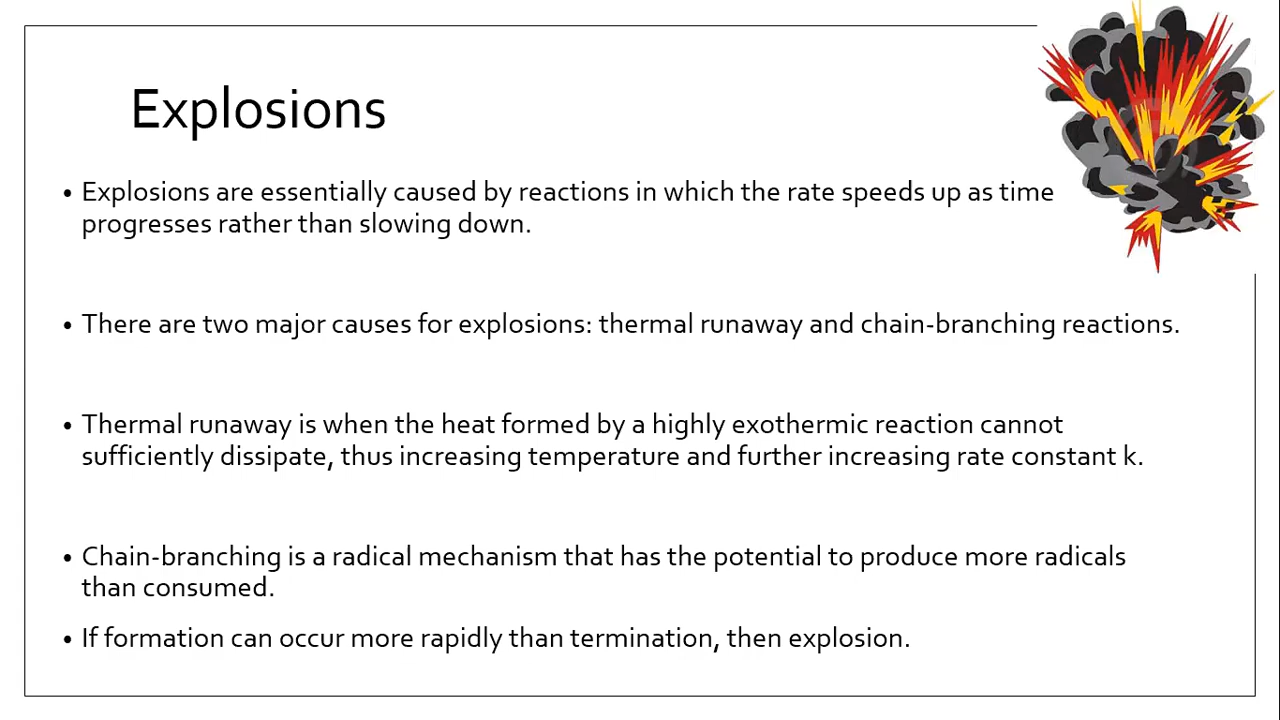 Explosions
• Explosions are essentially caused by reactions in which the rate speeds up as time
progresses rather than slowing down.
• There are two major causes for explosions: thermal runaway and chain-branching reactions.
• Thermal runaway is when the heat formed by a highly exothermic reaction cannot
sufficiently dissipate, thus increasing temperature and further increasing rate constant k.
• Chain-branching is a radical mechanism that has the potential to produce more radicals
than consumed.
• If formation can occur more rapidly than termination, then explosion.